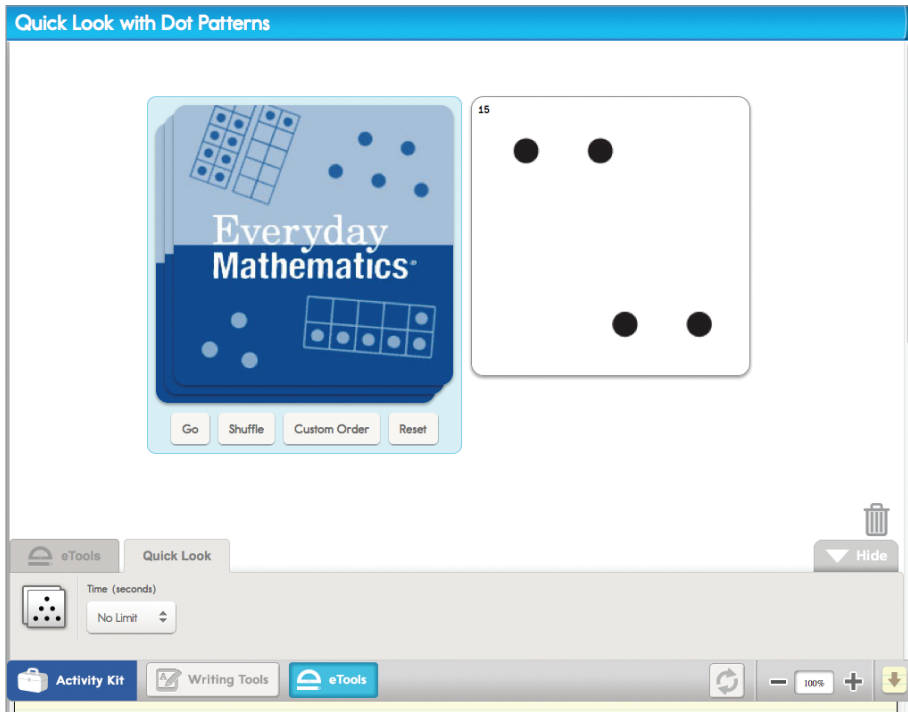 Quick Look with Dot Patterns
Everyday
Mathematics®
15
Go Shuffle Custom Order Reset
eTools Quick Look Hide
Time (seconds)
No Limit
Activity Kit Writing Tools eTools 100%